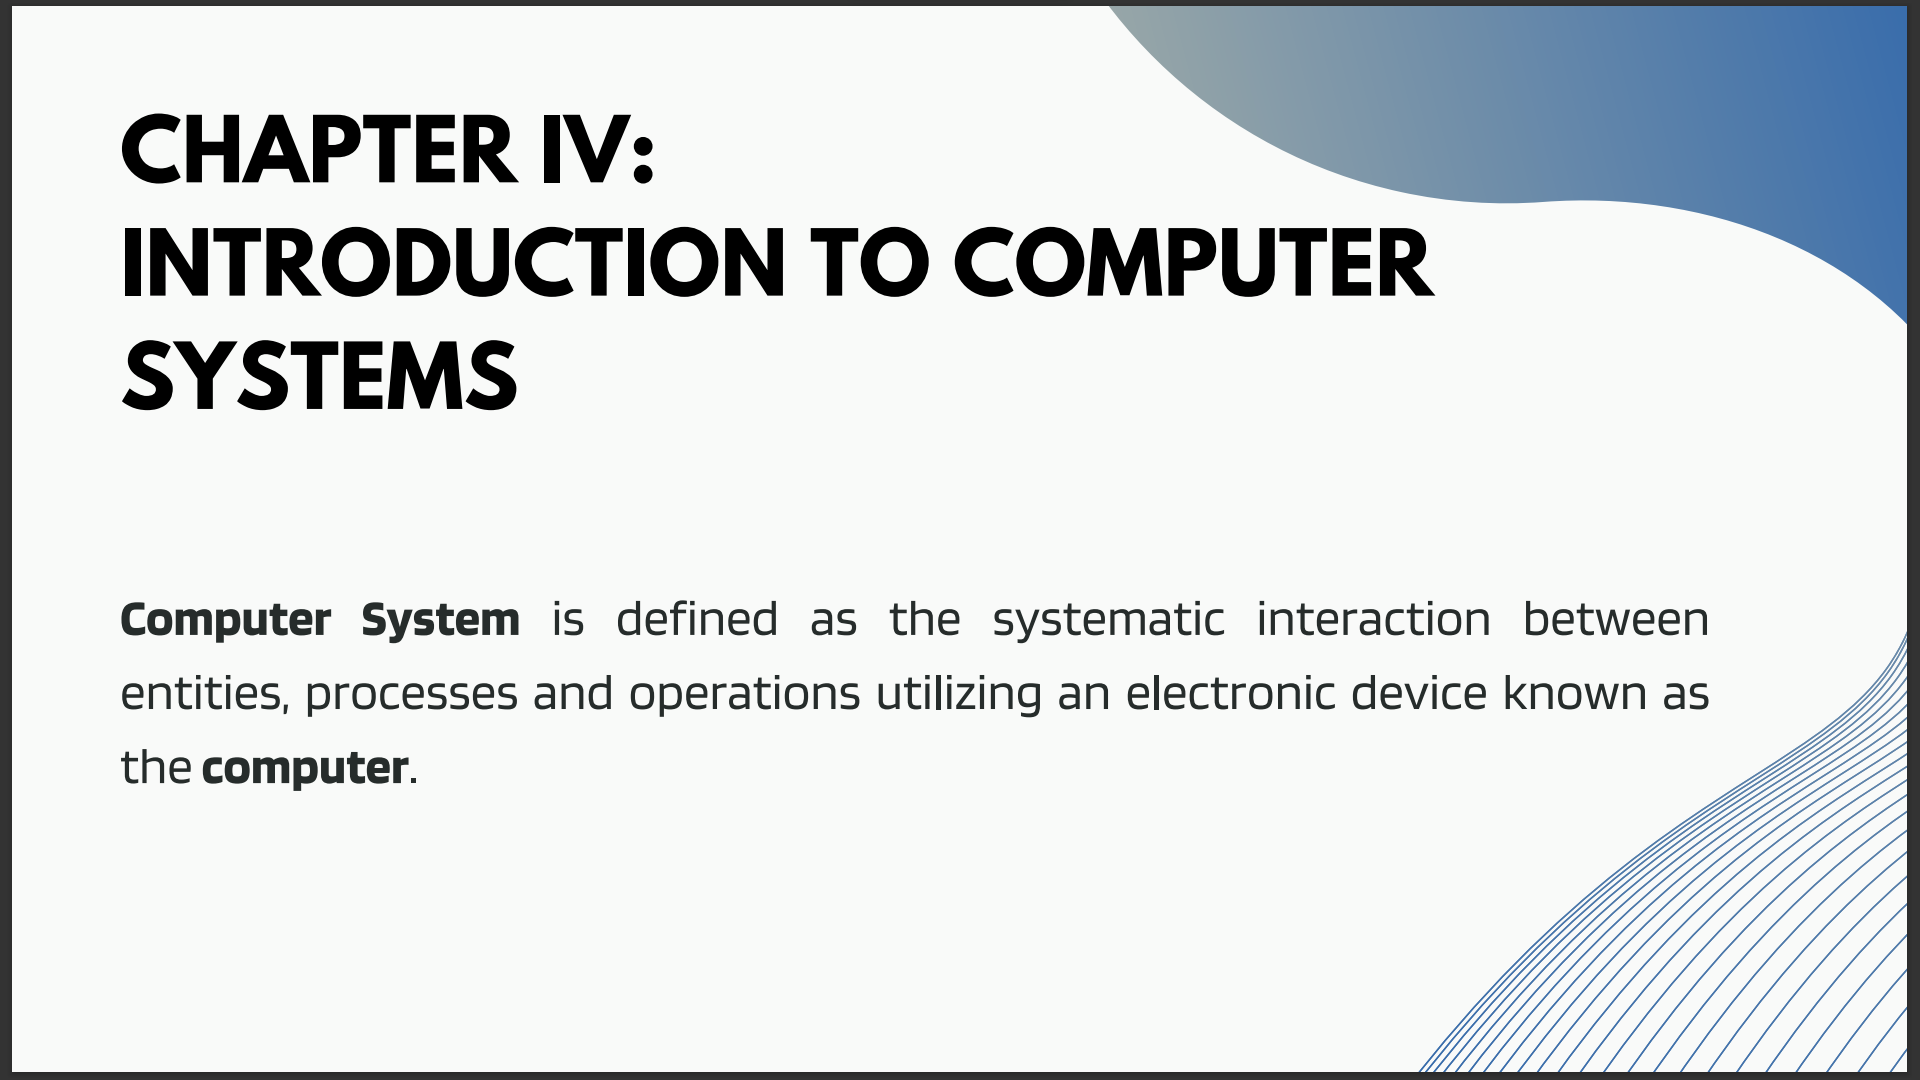 CHAPTER IV:
INTRODUCTION TO COMPUTER
SYSTEMS
Computer System is defined as the systematic interaction between
entities, processes and operations utilizing an electronic device known as
the computer.